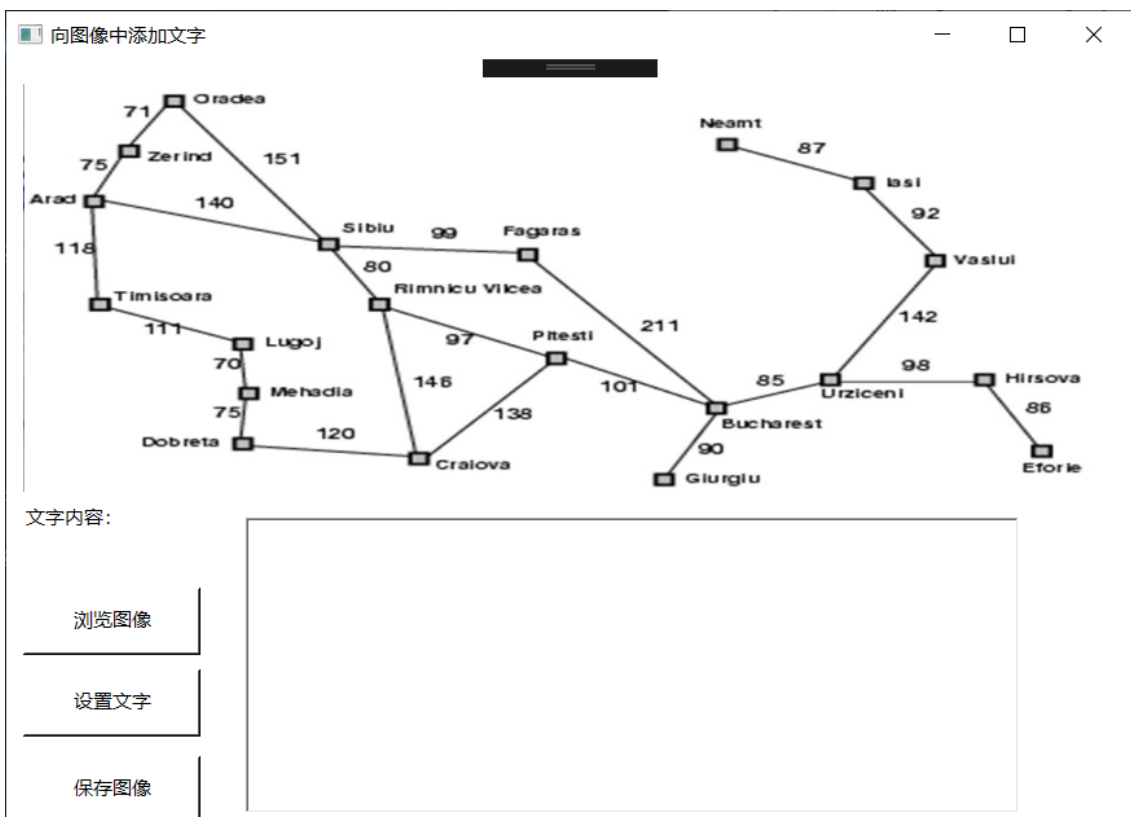 向图像中添加文字
Oradea
71
Neamt
Zerind
151
87
75
Iasi
Arad
140
92
Sibiu
99
Fagaras
118
80
Vaslui
Rimnicu Vilcea
Timisoara
142
111
Lugoj
97
Pitesti
211
70
98
146
101
85
Hirsova
Mehadia
Urziceni
75
138
86
Bucharest
120
Dobreta
90
Craiova
Eforie
Giurgiu
文字内容:
浏览图像
设置文字
保存图像